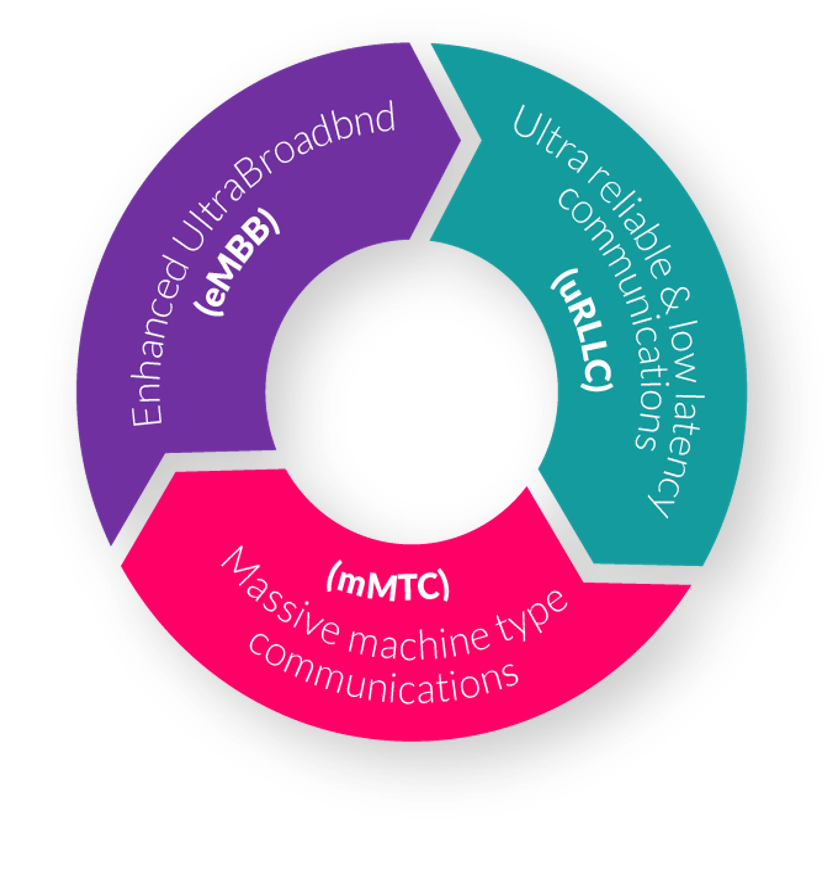 Enhanced UltraBroadbnd
(eMBB)
Ultra reliable & low latency
communications
(uRLLC)
(mMTC)
Massive machine type
communications